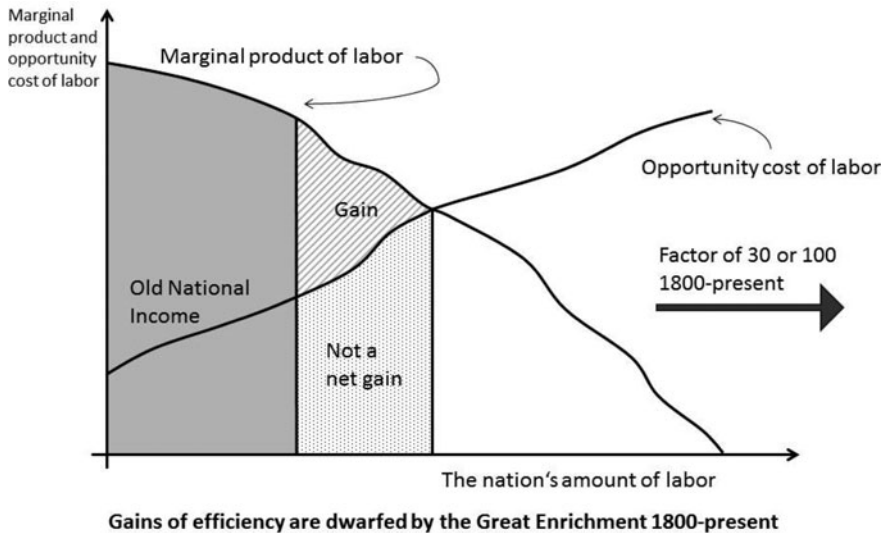 Marginal
product and
opportunity
cost of labor
Marginal product of labor
Opportunity cost of labor
Gain
Factor of 30 or 100
1800-present
Old National
Income
Not a
net gain
The nation's amount of labor
Gains of efficiency are dwarfed by the Great Enrichment 1800-present